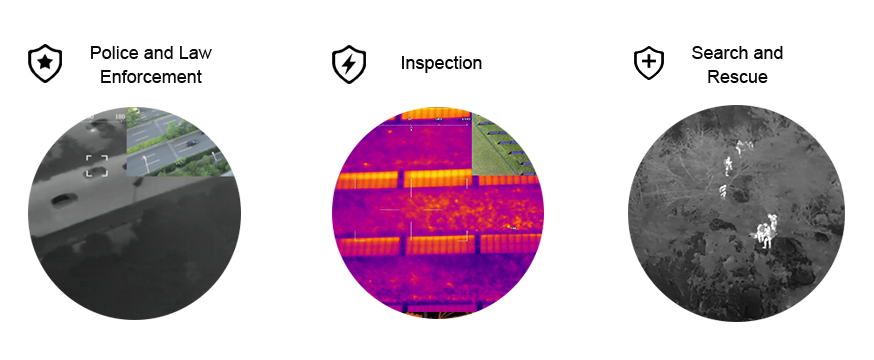 Police and Law
Enforcement
Inspection
Search and
Rescue